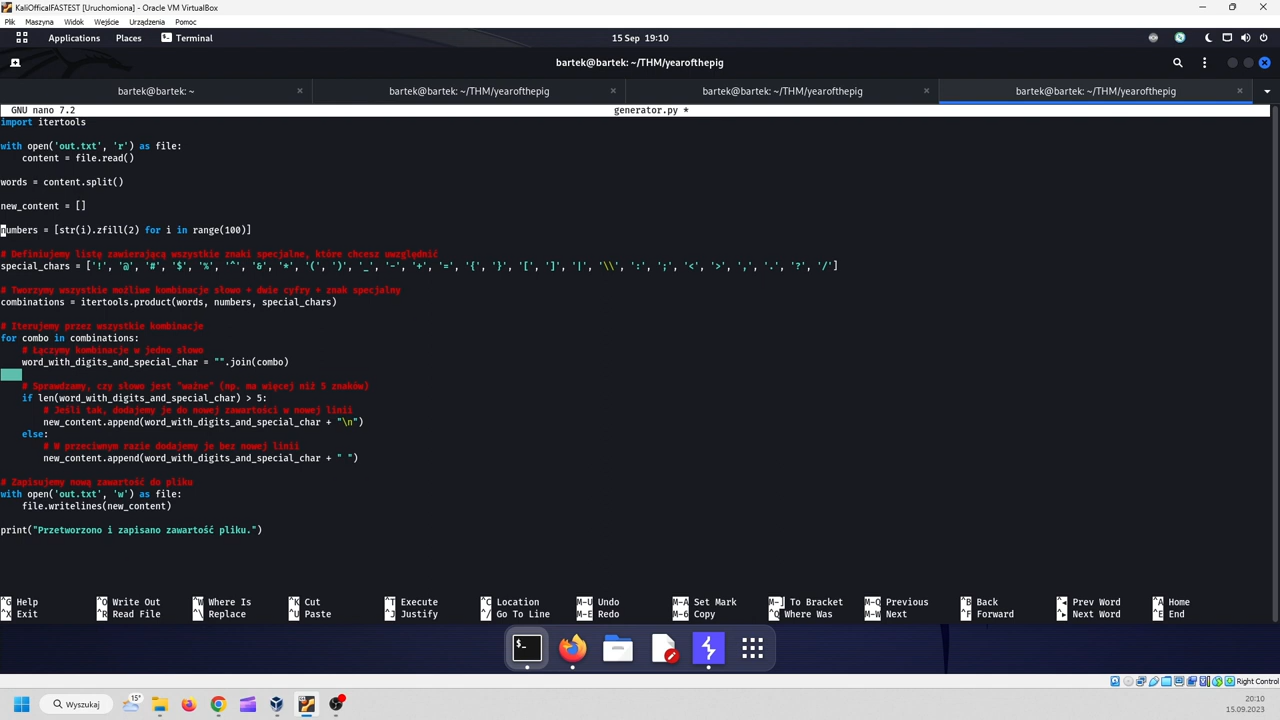 KaliOfficalFASTEST [Uruchomiona] - Oracle VM VirtualBox
Plik Maszyna Widok Wejście Urządzenia Pomoc
Applications Places Terminal 15 Sep 19:10
bartek@bartek: ~/THM/yearofthepig
bartek@bartek: ~ bartek@bartek: ~/THM/yearofthepig bartek@bartek: ~/THM/yearofthepig bartek@bartek: ~/THM/yearofthepig
GNU nano 7.2 generator.py *
import itertools
with open('out.txt', 'r') as file:
content = file.read()
words = content.split()
new_content = []
numbers = [str(i).zfill(2) for i in range(100)]
# Definiujemy listę zawierającą wszystkie znaki specjalne, które chcesz uwzględnić
special_chars = ['!', '@', '#', '$', '%', '^', '&', '*', '(', ')', '_', '-', '+', '=', '{', '}', '[', ']', '|', '\\', ':', ';', '<', '>', ',', '.', '?', '/']
# Tworzymy wszystkie możliwe kombinacje słowo + dwie cyfry + znak specjalny
combinations = itertools.product(words, numbers, special_chars)
# Iterujemy przez wszystkie kombinacje
for combo in combinations:
# Łączymy kombinacje w jedno słowo
word_with_digits_and_special_char = "".join(combo)
# Sprawdzamy, czy słowo jest "ważne" (np. ma więcej niż 5 znaków)
if len(word_with_digits_and_special_char) > 5:
# Jeśli tak, dodajemy je do nowej zawartości w nowej linii
new_content.append(word_with_digits_and_special_char + "\n")
else:
# W przeciwnym razie dodajemy je bez nowej linii
new_content.append(word_with_digits_and_special_char + " ")
# Zapisujemy nową zawartość do pliku
with open('out.txt', 'w') as file:
file.writelines(new_content)
print("Przetworzono i zapisano zawartość pliku.")
^G Help ^O Write Out ^W Where Is ^K Cut ^T Execute ^C Location M-U Undo M-A Set Mark M-] To Bracket M-Q Previous ^B Back ^◂ Prev Word ^A Home
^X Exit ^R Read File ^\ Replace ^U Paste ^J Justify ^/ Go To Line M-E Redo M-6 Copy ^Q Where Was M-W Next ^F Forward ^▸ Next Word ^E End
Right Control
Wyszukaj 15° 20:10
15.09.2023